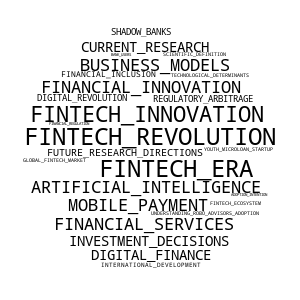 SHADOW_BANKS
CURRENT_RESEARCH
SCIENTIFIC_DEFINITION
BUSINESS_MODELS
FINANCIAL_INCLUSION
TECHNOLOGICAL_DETERMINANTS
FINANCIAL_INNOVATION
DIGITAL_REVOLUTION
REGULATORY_ARBITRAGE
FINTECH_INNOVATION
FINTECH_REVOLUTION
FUTURE_RESEARCH_DIRECTIONS
YOUTH_MICROLOAN_STARTUP
GLOBAL_FINTECH_MARKET
FINTECH_ERA
ARTIFICIAL_INTELLIGENCE
MOBILE_PAYMENT
FINTECH_ECOSYSTEM
UNDERSTANDING_ROBO_ADVISORS_ADOPTION
FINANCIAL_SERVICES
INVESTMENT_DECISIONS
DIGITAL_FINANCE
INTERNATIONAL_DEVELOPMENT